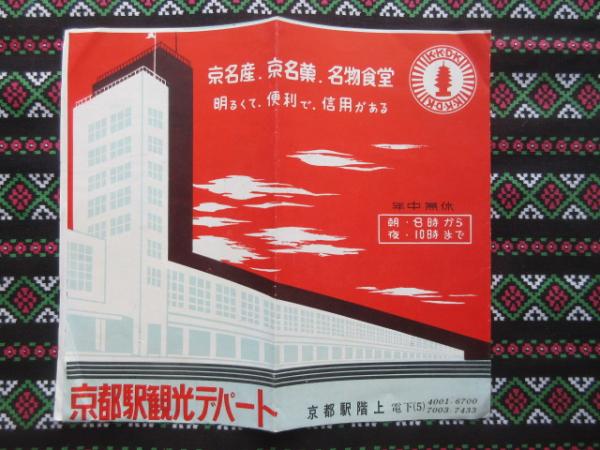 京名産.京名菓.名物食堂
明るくて.便利で.信用がある
K.K.D.K
K.K.D.K
年中無休
朝・8時から
夜・10時まで
京都駅観光デパート
京都駅階上 電下(5) 4001.6700
7003.7433